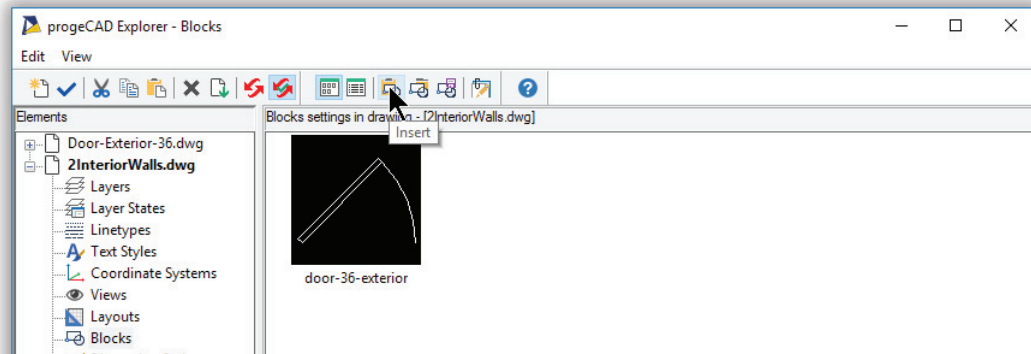 progeCAD Explorer - Blocks
Edit View
Elements
Blocks settings in drawing - [2InteriorWalls.dwg]
Insert
Door-Exterior-36.dwg
2InteriorWalls.dwg
Layers
Layer States
Linetypes
Text Styles
Coordinate Systems
Views
Layouts
Blocks
door-36-exterior